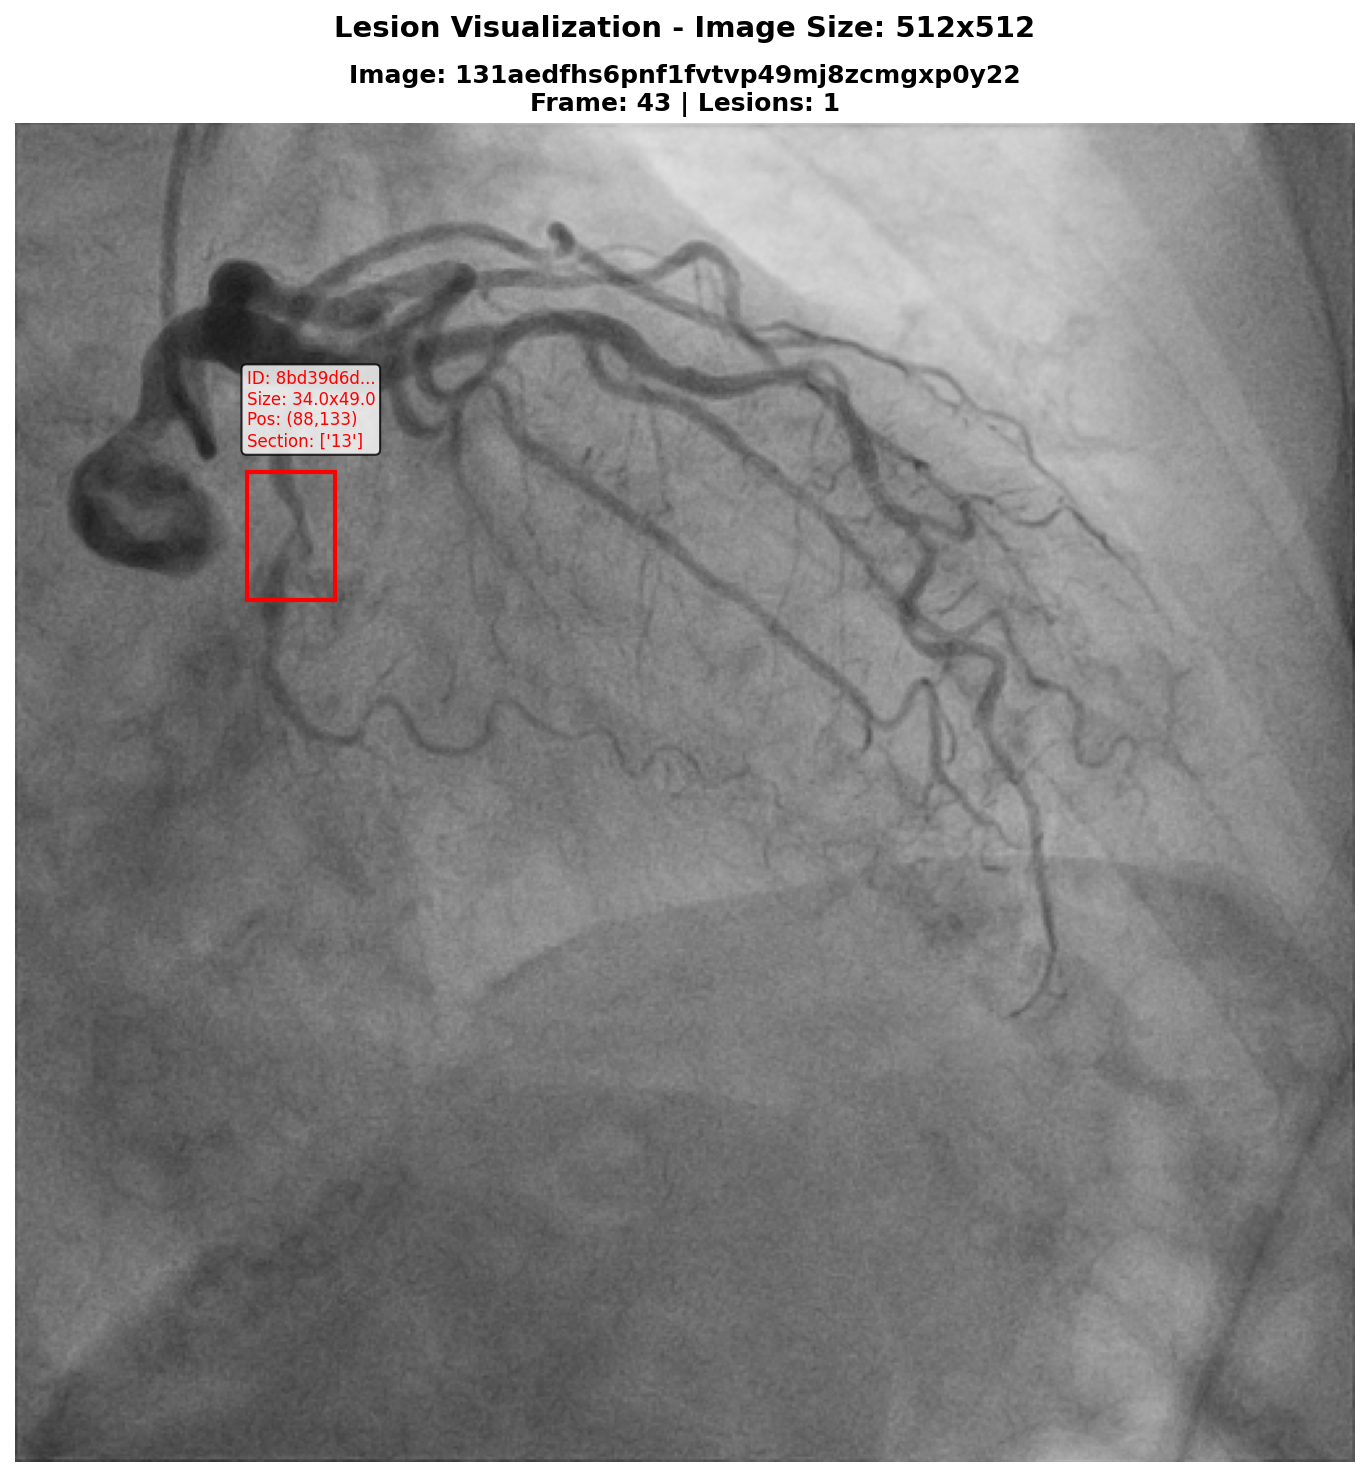 Lesion Visualization - Image Size: 512x512
Image: 131aedfhs6pnf1fvtvp49mj8zcmgxp0y22
Frame: 43 | Lesions: 1
ID: 8bd39d6d...
Size: 34.0x49.0
Pos: (88,133)
Section: ['13']